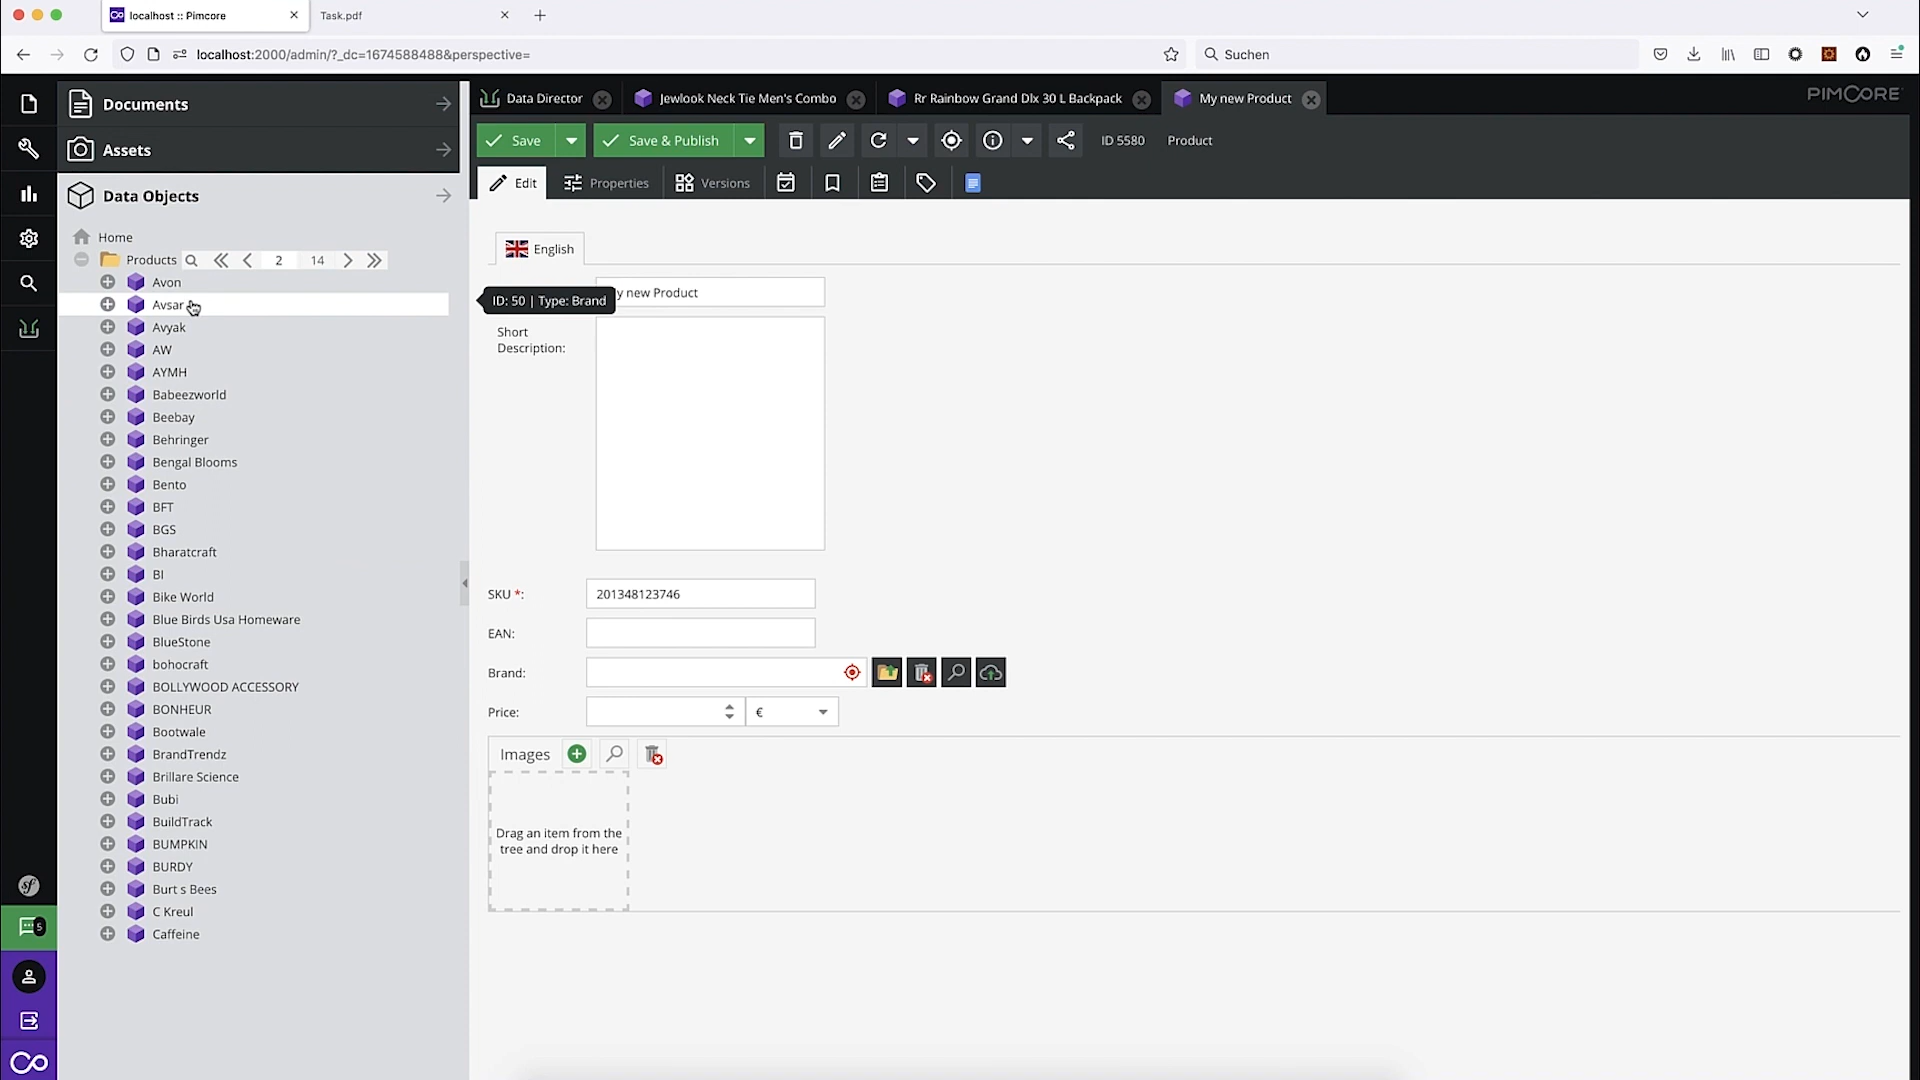 localhost :: Pimcore
Task.pdf
localhost:2000/admin/?_dc=1674588488&perspective=
Suchen
Documents
Assets
Data Objects
Home
Products
2
14
Avon
Avsar
Avyak
AW
AYMH
Babeezworld
Beebay
Behringer
Bengal Blooms
Bento
BFT
BGS
Bharatcraft
BI
Bike World
Blue Birds Usa Homeware
BlueStone
bohocraft
BOLLYWOOD ACCESSORY
BONHEUR
Bootwale
BrandTrendz
Brillare Science
Bubi
BuildTrack
BUMPKIN
BURDY
Burt s Bees
C Kreul
Caffeine
5
Data Director
Jewlook Neck Tie Men's Combo
Rr Rainbow Grand Dlx 30 L Backpack
My new Product
PIMCORE
Save
Save & Publish
ID 5580
Product
Edit
Properties
Versions
English
ID: 50 | Type: Brand
y new Product
Short
Description:
SKU *:
201348123746
EAN:
Brand:
Price:
€
Images
Drag an item from the
tree and drop it here